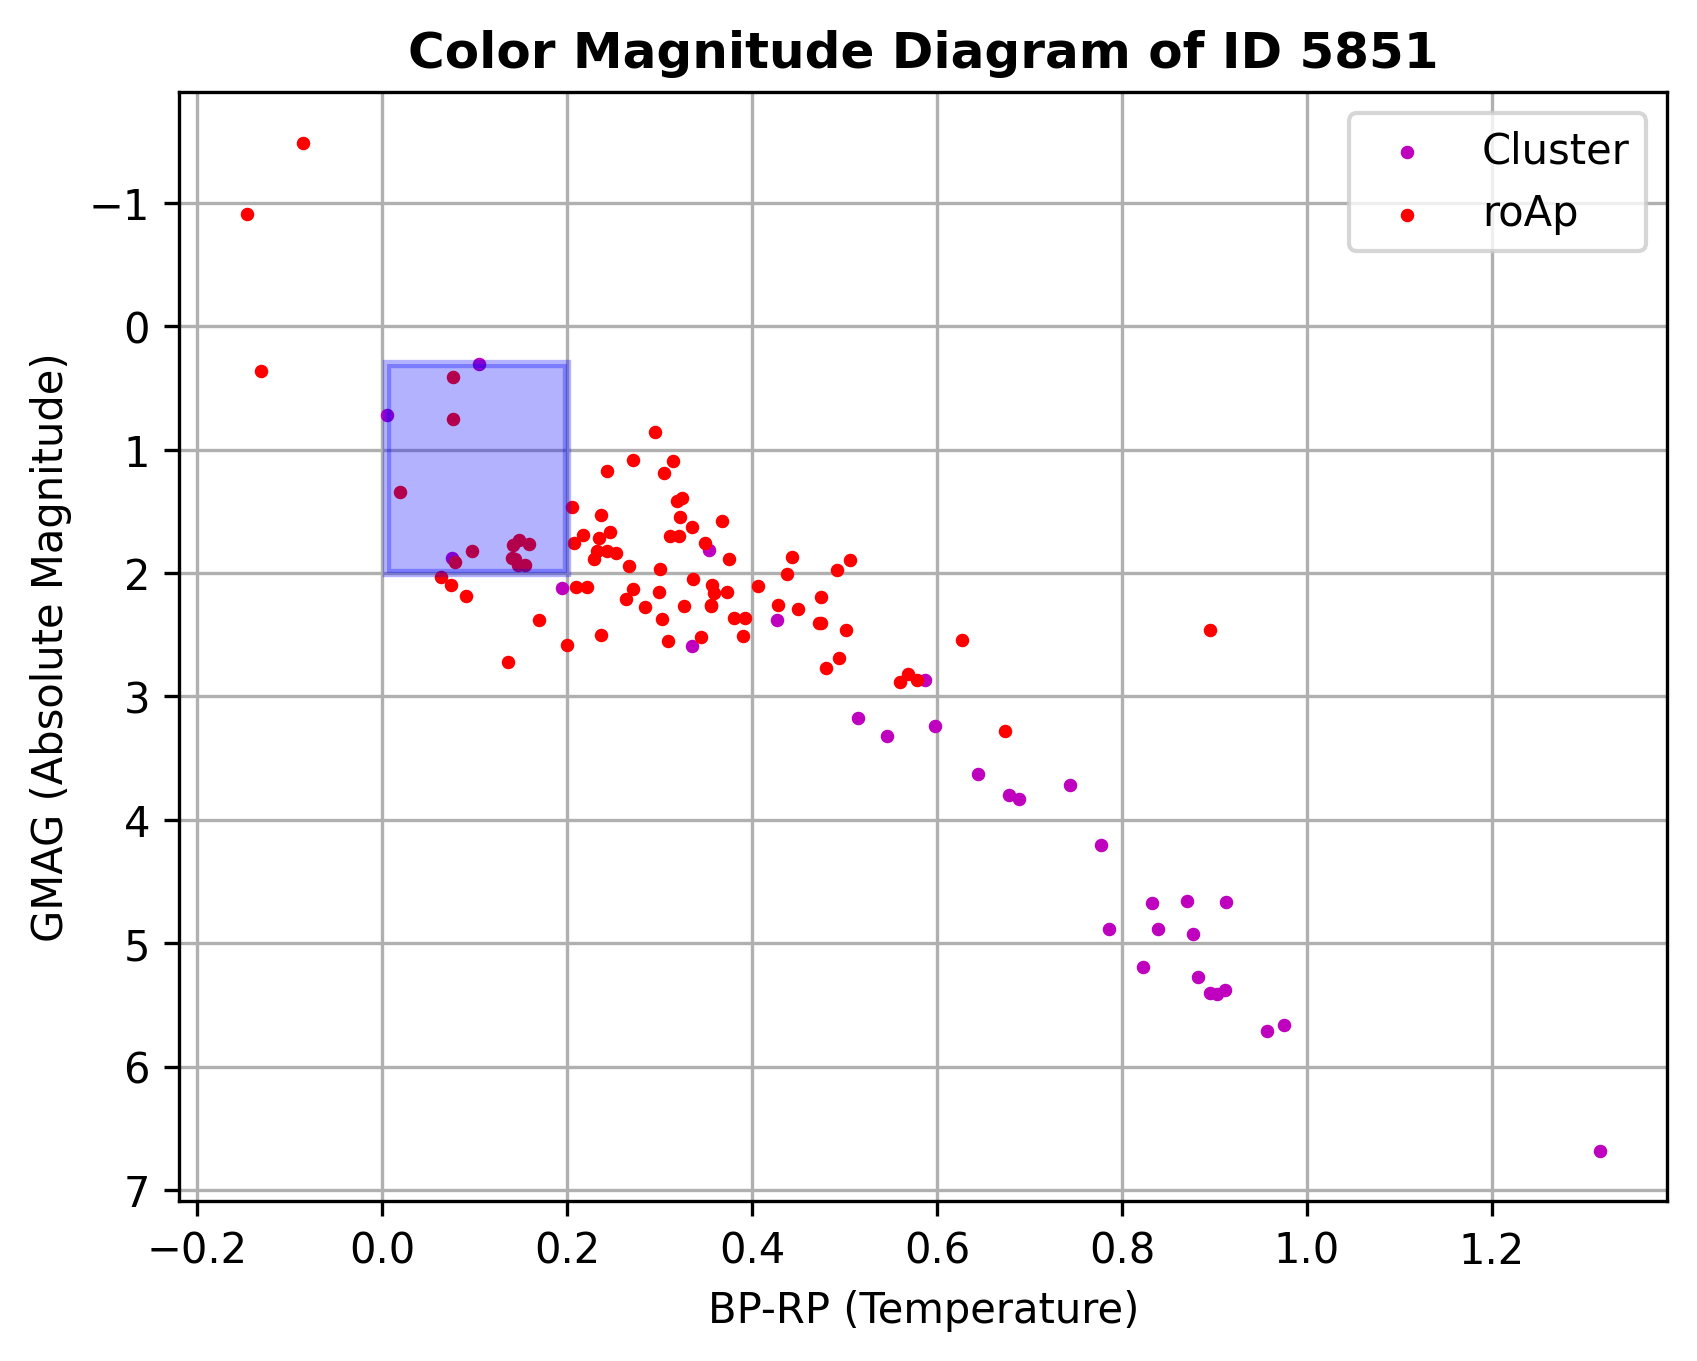 Color Magnitude Diagram of ID 5851
Cluster
roAp
GMAG (Absolute Magnitude)
−1
0
1
2
3
4
5
6
7
−0.2 0.0 0.2 0.4 0.6 0.8 1.0 1.2
BP-RP (Temperature)